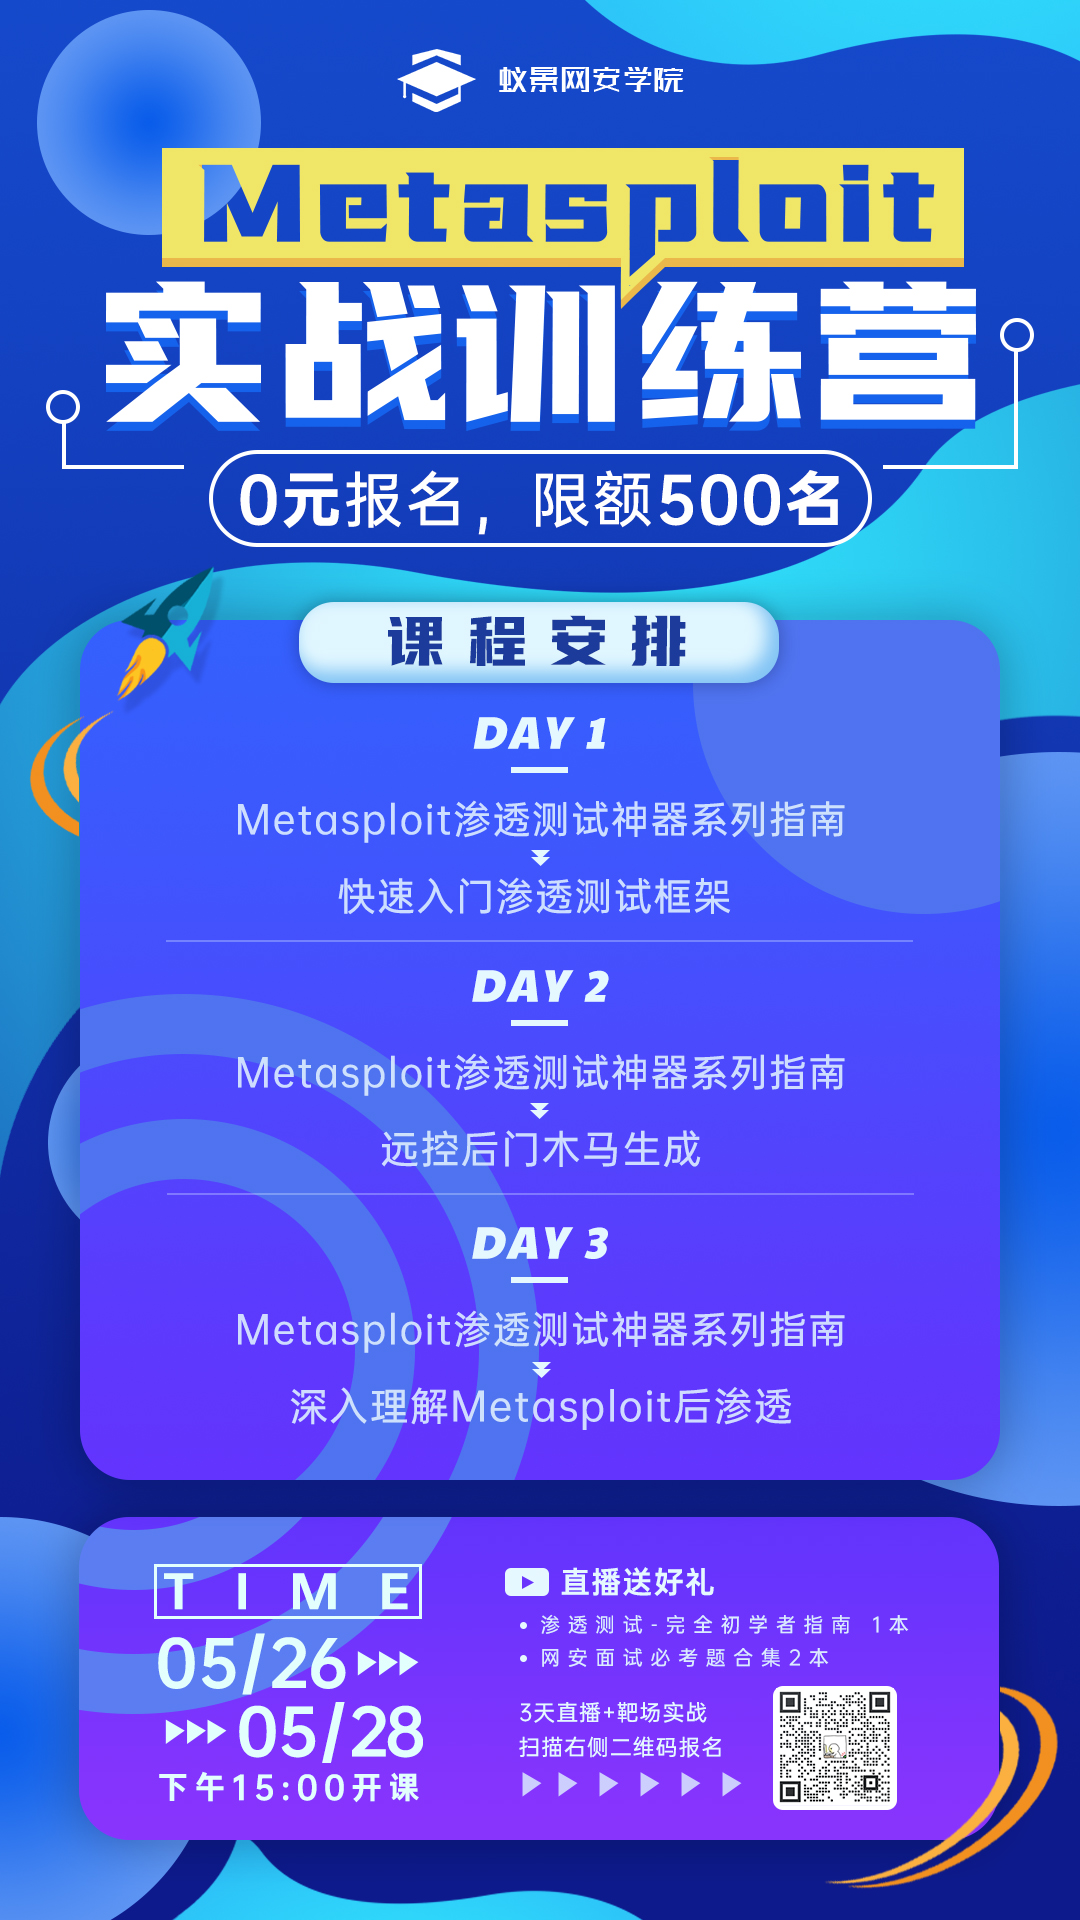 蚁景网安学院
Metasploit
实战训练营
0元报名，限额500名
课程安排
DAY 1
Metasploit渗透测试神器系列指南
快速入门渗透测试框架
DAY 2
Metasploit渗透测试神器系列指南
远控后门木马生成
DAY 3
Metasploit渗透测试神器系列指南
深入理解Metasploit后渗透
TIME
05/26
05/28
下午15:00开课
直播送好礼
• 渗透测试-完全初学者指南 1本
• 网安面试必考题合集2本
3天直播+靶场实战
扫描右侧二维码报名